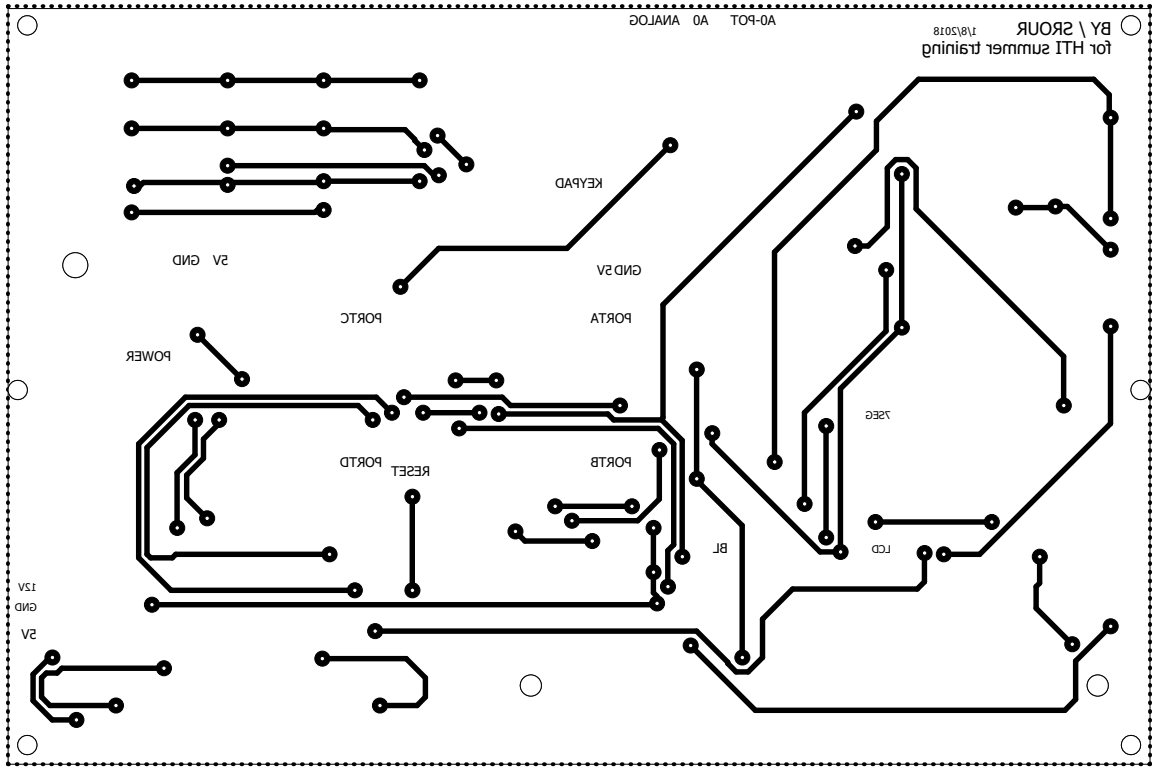 A0-POT A0 ANALOG
BY / SROUR 1/8/2018
for HTI summer training
KEYPAD
5V GND
GND 5V
PORTC
PORTA
POWER
7SEG
PORTD
RESET
PORTB
BL
LCD
12V
GND
5V